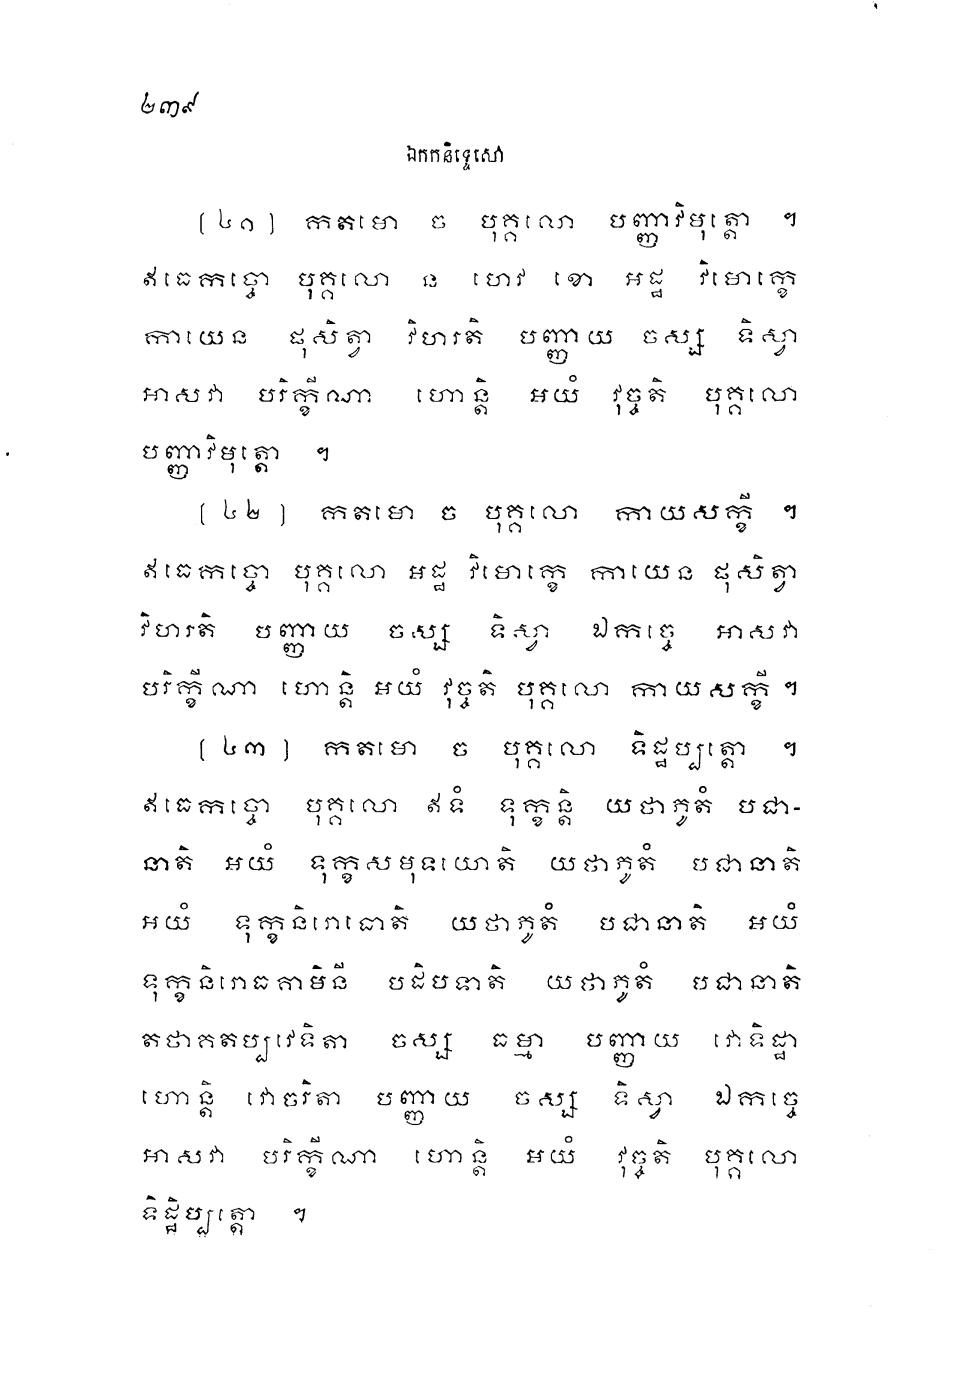 ២៣៩
ឯកកនិទ្ទេសោ
[៤១] កតមោ ច បុគ្គលោ បញ្ញាវិមុត្តោ ។
ឥធេកច្ចោ បុគ្គលោ ន ហេវ ខោ អដ្ឋ វិមោក្ខេ
កាយេន ផុសិត្វា វិហរតិ បញ្ញាយ ចស្ស ទិស្វា
អាសវា បរិក្ខីណា ហោន្តិ អយំ វុច្ចតិ បុគ្គលោ
បញ្ញាវិមុត្តោ ។
[៤២] កតមោ ច បុគ្គលោ កាយសក្ខី ។
ឥធេកច្ចោ បុគ្គលោ អដ្ឋ វិមោក្ខេ កាយេន ផុសិត្វា
វិហរតិ បញ្ញាយ ចស្ស ទិស្វា ឯកច្ចេ អាសវា
បរិក្ខីណា ហោន្តិ អយំ វុច្ចតិ បុគ្គលោ កាយសក្ខី ។
[៤៣] កតមោ ច បុគ្គលោ ទិដ្ឋប្បត្តោ ។
ឥធេកច្ចោ បុគ្គលោ ឥទំ ទុក្ខន្តិ យថាភូតំ បជា-
នាតិ អយំ ទុក្ខសមុទយោតិ យថាភូតំ បជានាតិ
អយំ ទុក្ខនិរោធោតិ យថាភូតំ បជានាតិ អយំ
ទុក្ខនិរោធគាមិនី បដិបទាតិ យថាភូតំ បជានាតិ
តថាគតប្បវេទិតា ចស្ស ធម្មា បញ្ញាយ វោទិដ្ឋា
ហោន្តិ វោចរិតា បញ្ញាយ ចស្ស ទិស្វា ឯកច្ចេ
អាសវា បរិក្ខីណា ហោន្តិ អយំ វុច្ចតិ បុគ្គលោ
ទិដ្ឋិប្បត្តោ ។